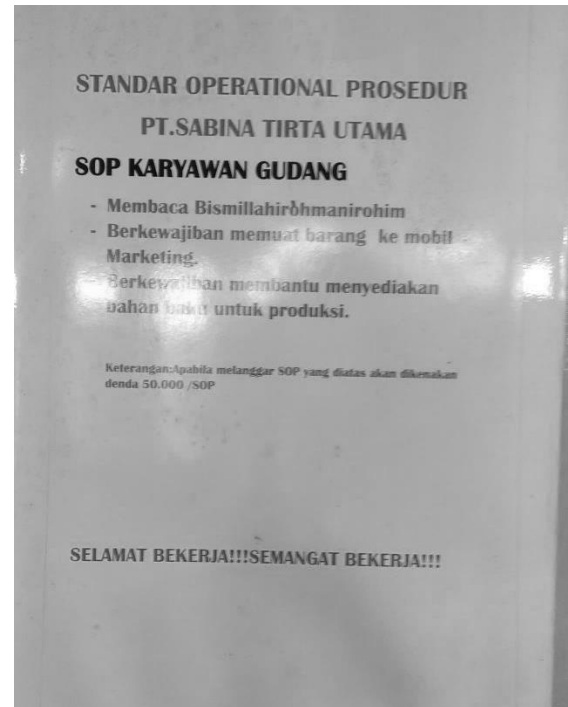 STANDAR OPERATIONAL PROSEDUR
PT.SABINA TIRTA UTAMA
SOP KARYAWAN GUDANG
- Membaca Bismillahiròhmanirohim
- Berkewajiban memuat barang ke mobil
Marketing.
- Berkewajiban membantu menyediakan
bahan baku untuk produksi.
Keterangan:Apabila melanggar SOP yang diatas akan dikenakan
denda 50.000 /SOP
SELAMAT BEKERJA!!!SEMANGAT BEKERJA!!!